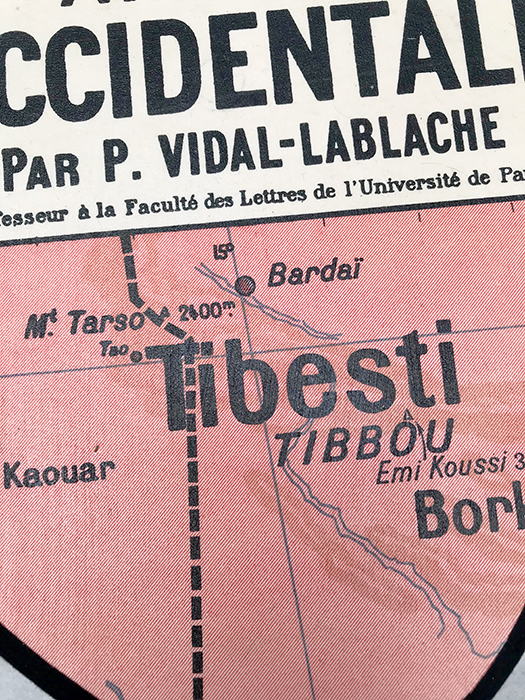 CCIDENTAL
PAR P. VIDAL-LABLACHE
fesseur à la Faculté des Lettres de l'Université de Pa
15°
Bardaï
Mt Tarso 2400m
Tao
Tibesti
TIBBOU
Kaouar
Emi Koussi 3
Bor